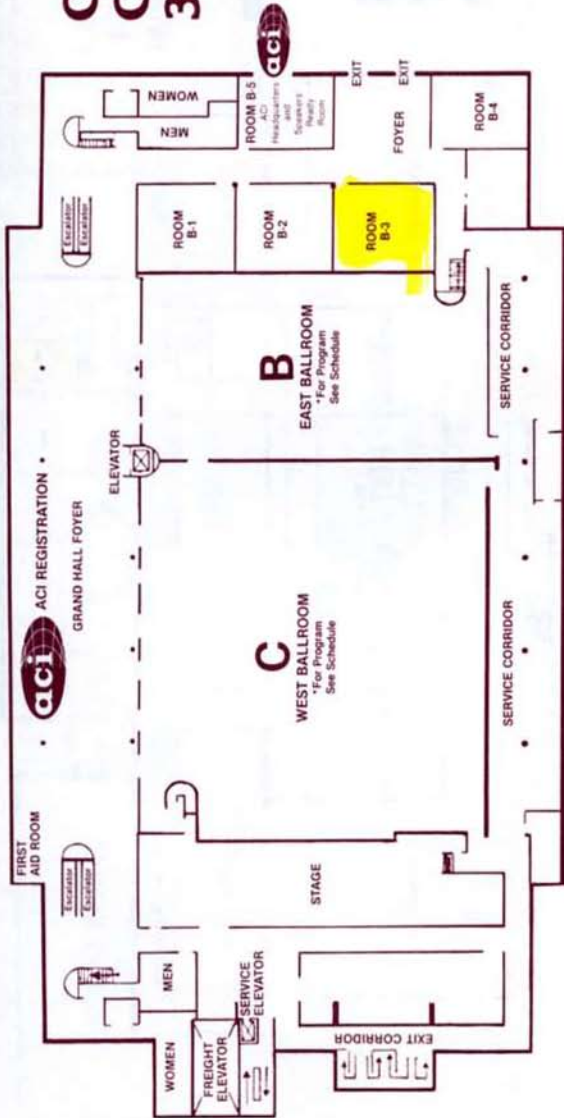 C
C
3
aci
ACI REGISTRATION
GRAND HALL FOYER
FIRST
AID ROOM
Escalator
Escalator
Escalator
Escalator
ELEVATOR
MEN
WOMEN
ROOM B-5
ACI
Headquarters
and
Speakers
Ready
Room
aci
EXIT
EXIT
FOYER
ROOM
B-4
ROOM
B-1
ROOM
B-2
ROOM
B-3
B
EAST BALLROOM
*For Program
See Schedule
C
WEST BALLROOM
*For Program
See Schedule
SERVICE CORRIDOR
SERVICE CORRIDOR
STAGE
MEN
WOMEN
FREIGHT
ELEVATOR
SERVICE
ELEVATOR
EXIT CORRIDOR